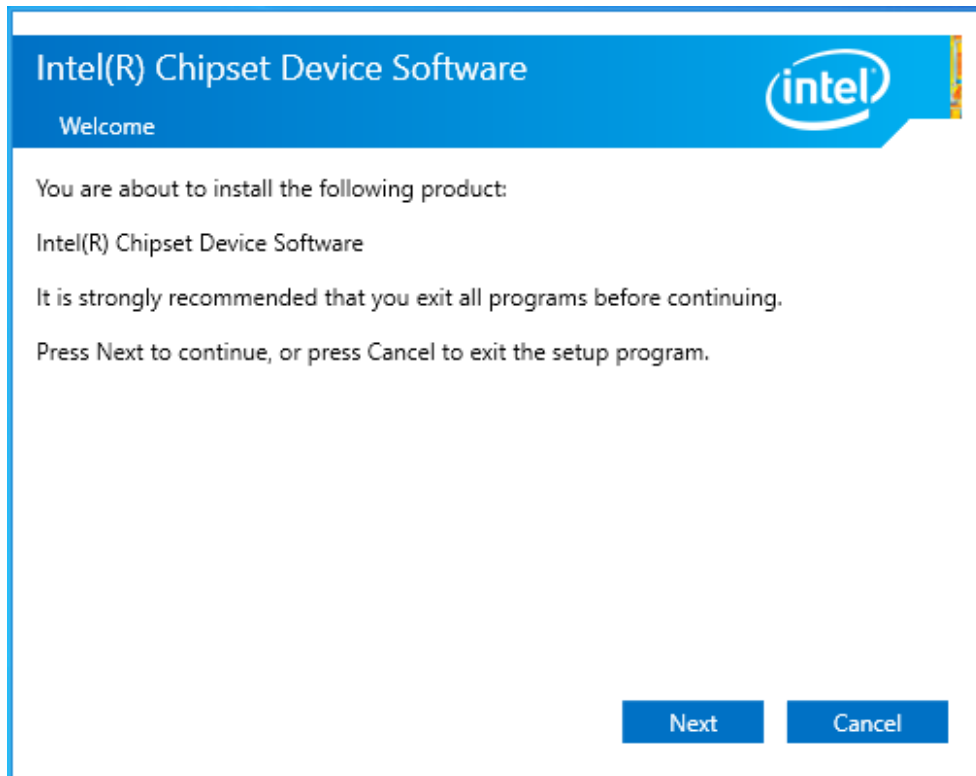 Intel(R) Chipset Device Software
intel
Welcome
You are about to install the following product:
Intel(R) Chipset Device Software
It is strongly recommended that you exit all programs before continuing.
Press Next to continue, or press Cancel to exit the setup program.
Next
Cancel